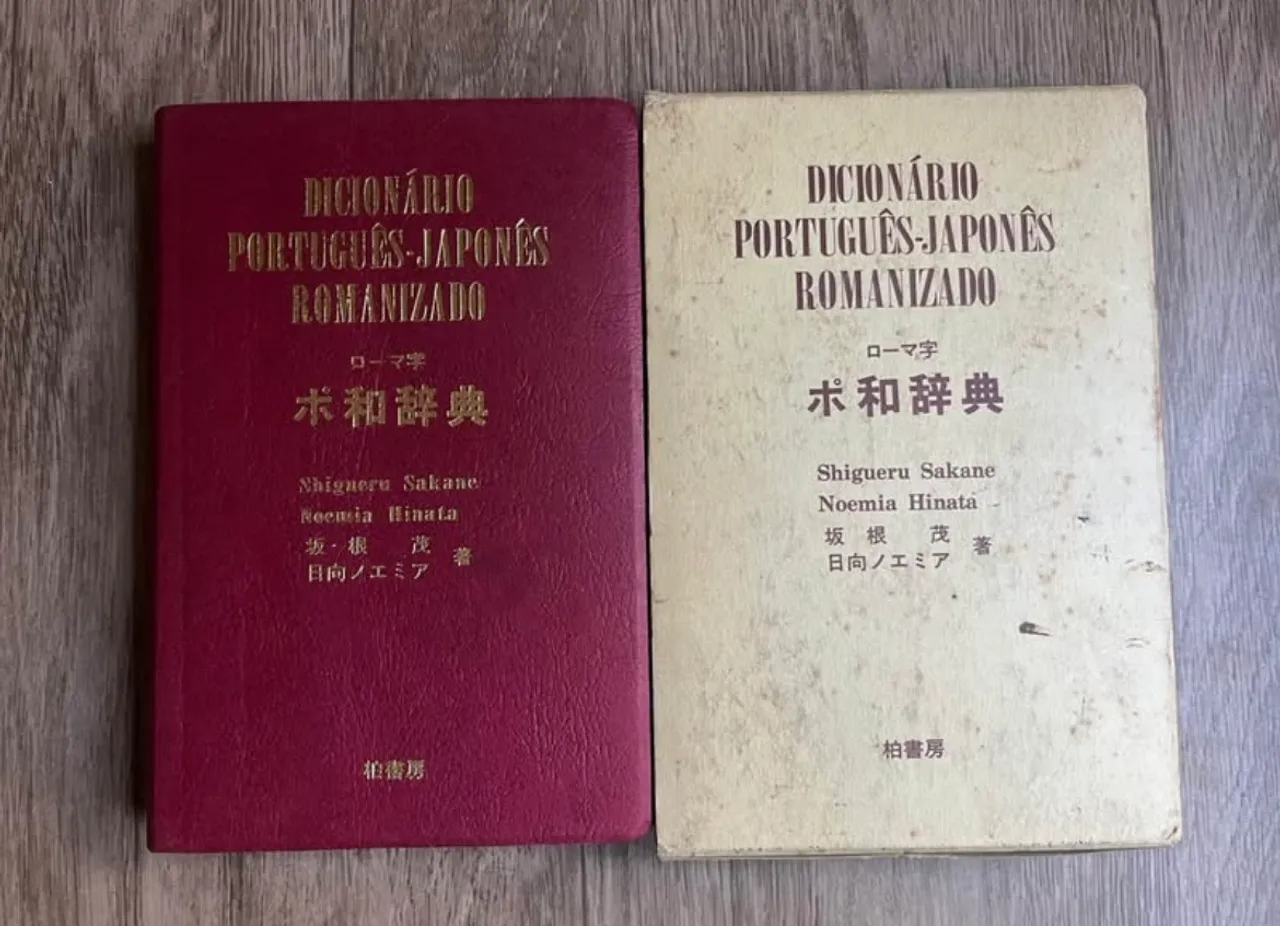 DICIONÁRIO
PORTUGUÊS-JAPONÊS
ROMANIZADO
ローマ字
ポ和辞典
Shigueru Sakane
Noemia Hinata
坂根 茂
日向ノエミア 著
柏書房
DICIONÁRIO
PORTUGUÊS-JAPONÊS
ROMANIZADO
ローマ字
ポ和辞典
Shigueru Sakane
Noemia Hinata
坂根 茂
日向ノエミア 著
柏書房